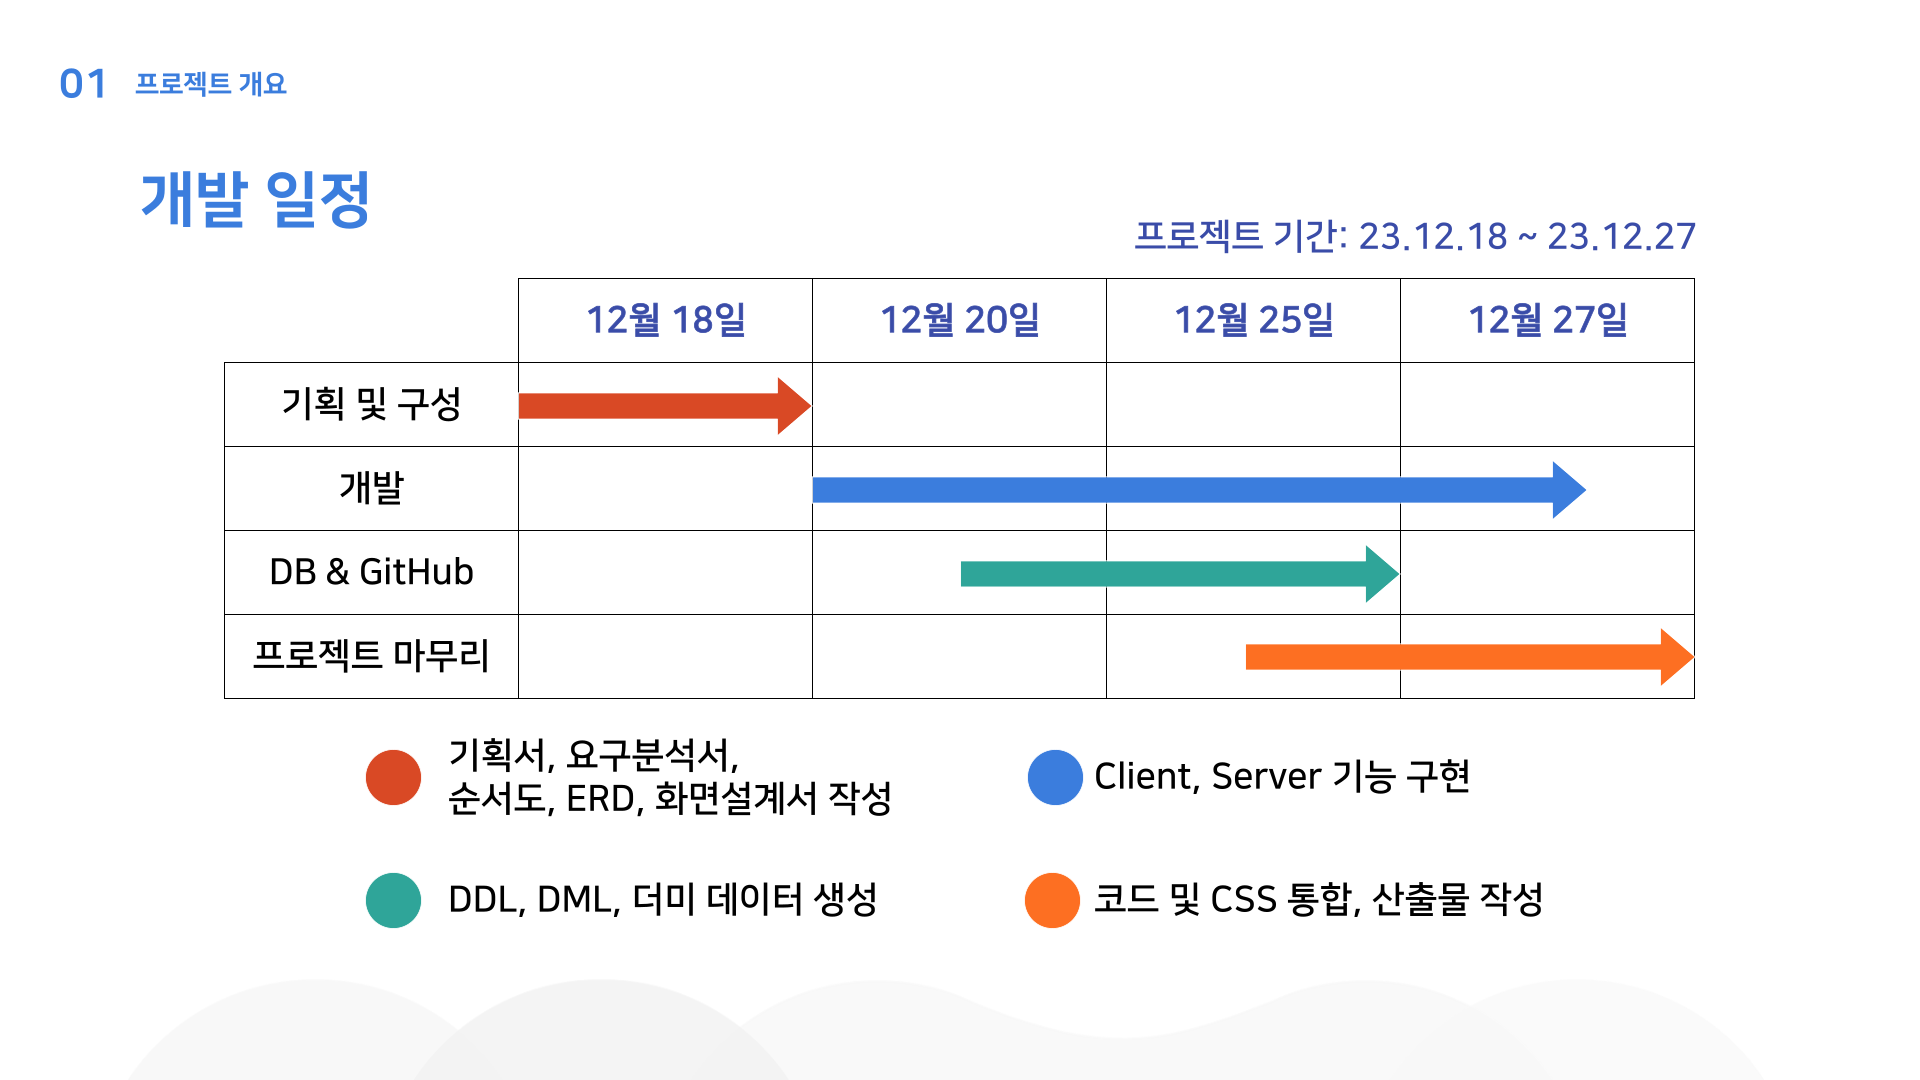 01 프로젝트 개요
개발 일정
프로젝트 기간: 23.12.18 ~ 23.12.27
12월 18일 12월 20일 12월 25일 12월 27일
기획 및 구성
개발
DB & GitHub
프로젝트 마무리
기획서, 요구분석서,
순서도, ERD, 화면설계서 작성
Client, Server 기능 구현
DDL, DML, 더미 데이터 생성
코드 및 CSS 통합, 산출물 작성